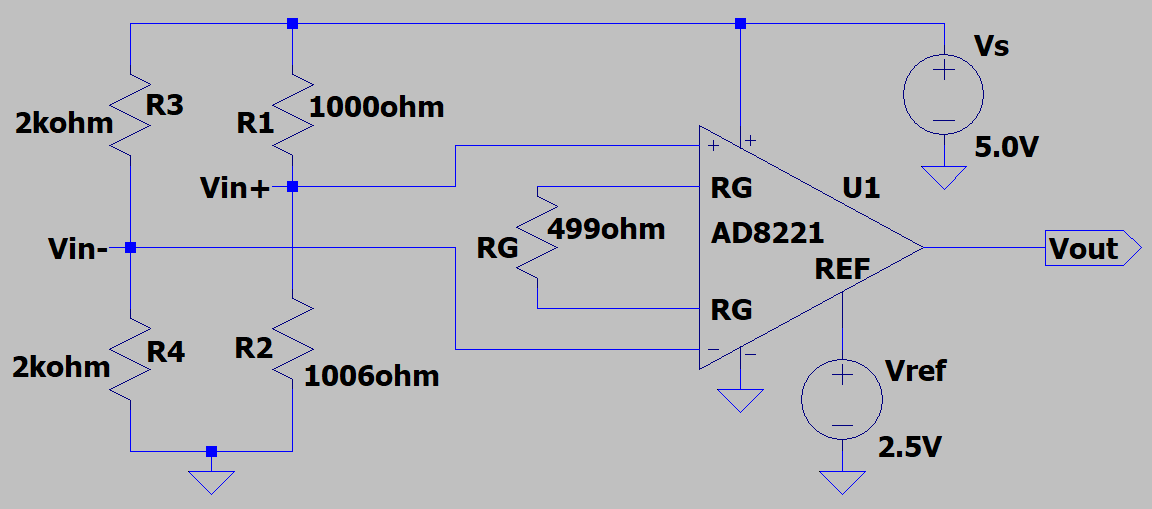 Vs
R3
1000ohm
2kohm
R1
5.0V
+
+
Vin+
RG
U1
499ohm
Vin-
RG
AD8221
Vout
REF
RG
R4
R2
−
−
2kohm
1006ohm
Vref
2.5V